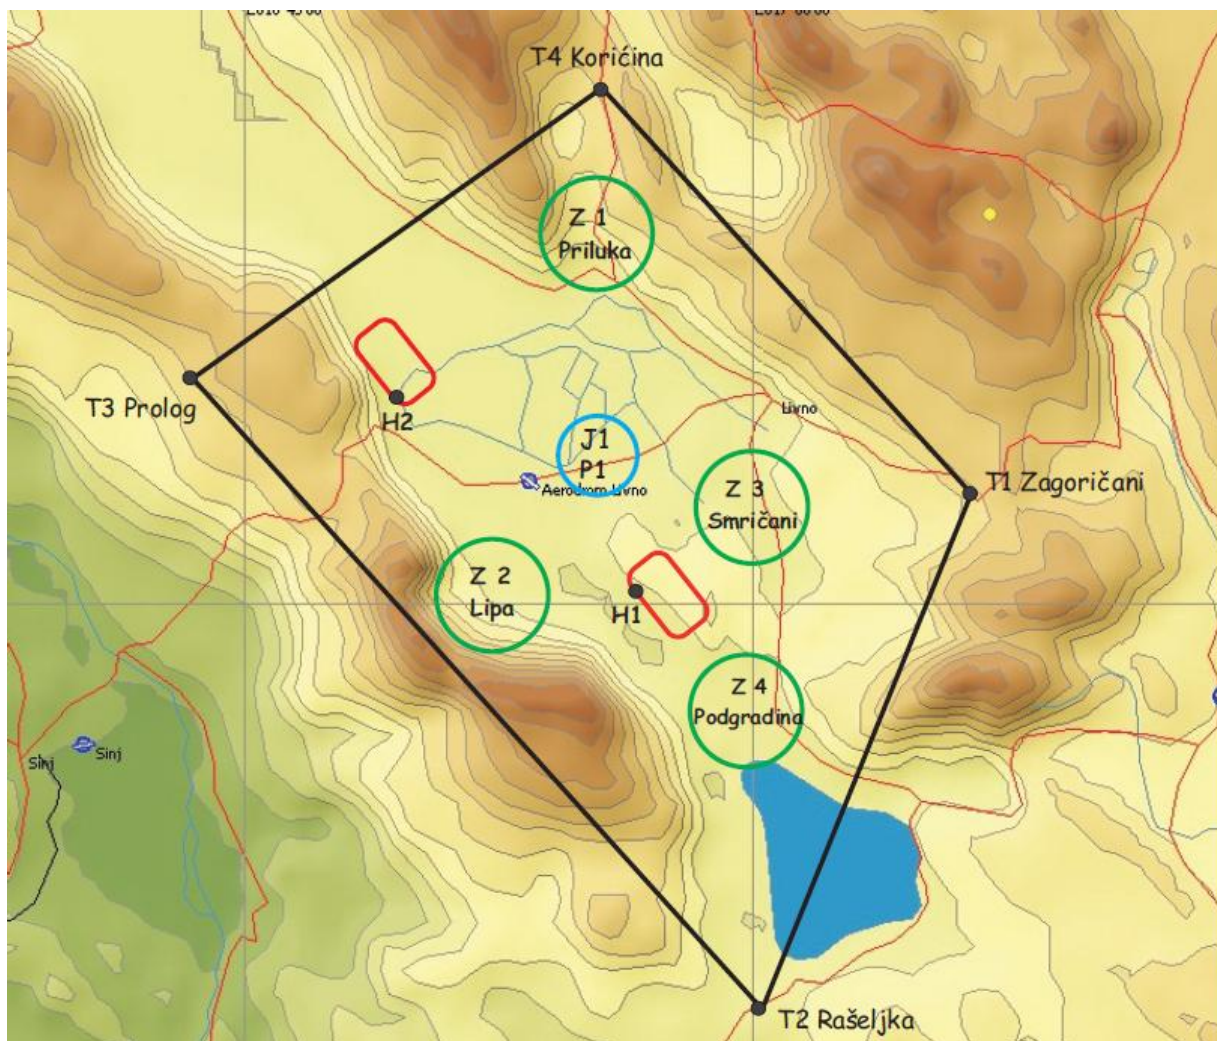 T4 Korićina
Z 1
Priluka
T3 Prolog
H2
Livno
J1
P1
Aerodrom Livno
Z 3
Smričani
T1 Zagoričani
Z 2
Lipa
H1
Z 4
Podgradina
Sinj
Sinj
T2 Rašeljka